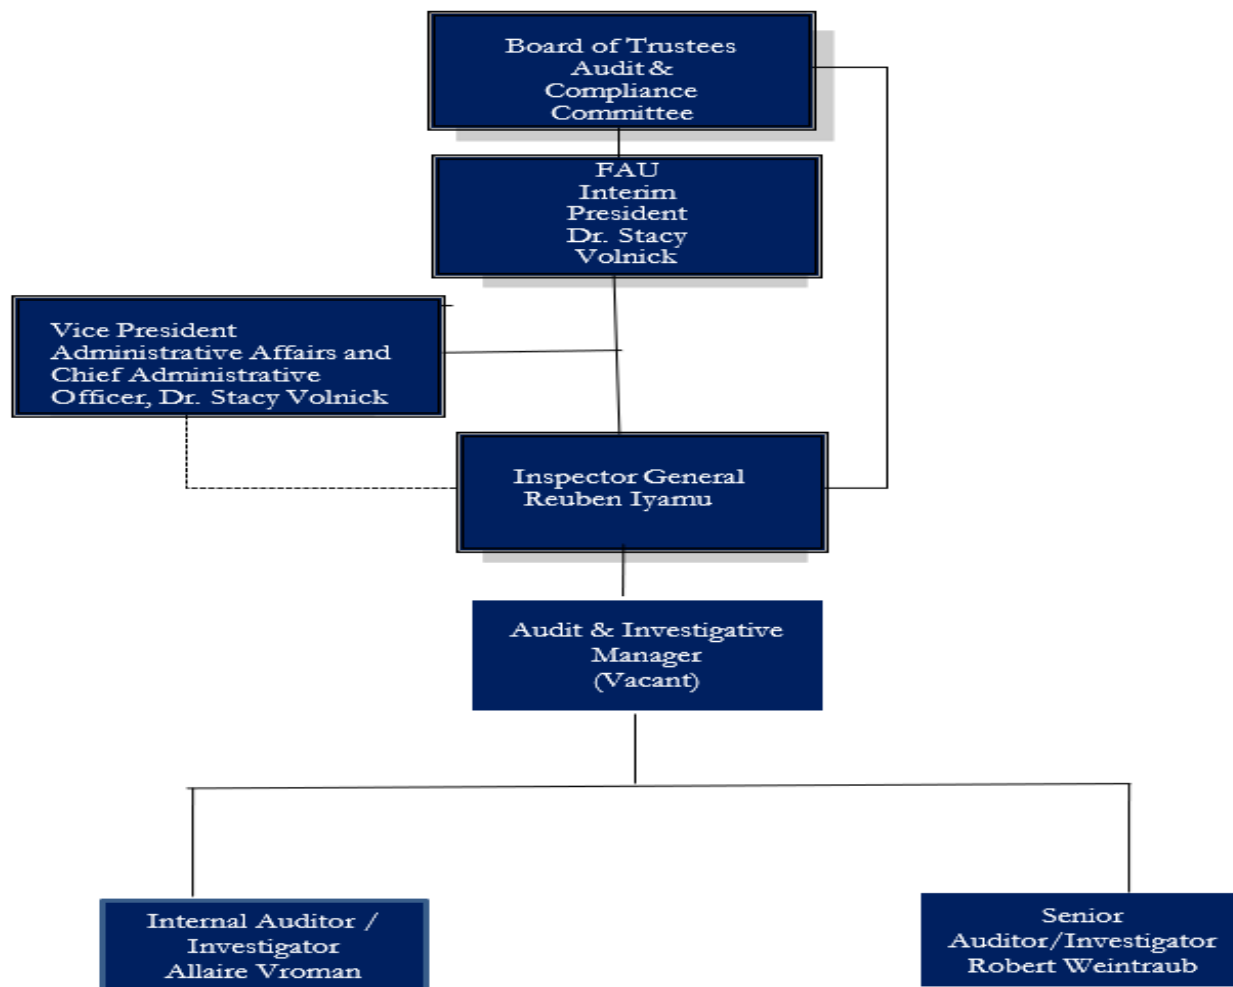 Board of Trustees
Audit &
Compliance
Committee
FAU
Interim
President
Dr. Stacy
Volnick
Vice President
Administrative Affairs and
Chief Administrative
Officer, Dr. Stacy Volnick
Inspector General
Reuben Iyamu
Audit & Investigative
Manager
(Vacant)
Internal Auditor /
Investigator
Allaire Vroman
Senior
Auditor/Investigator
Robert Weintraub